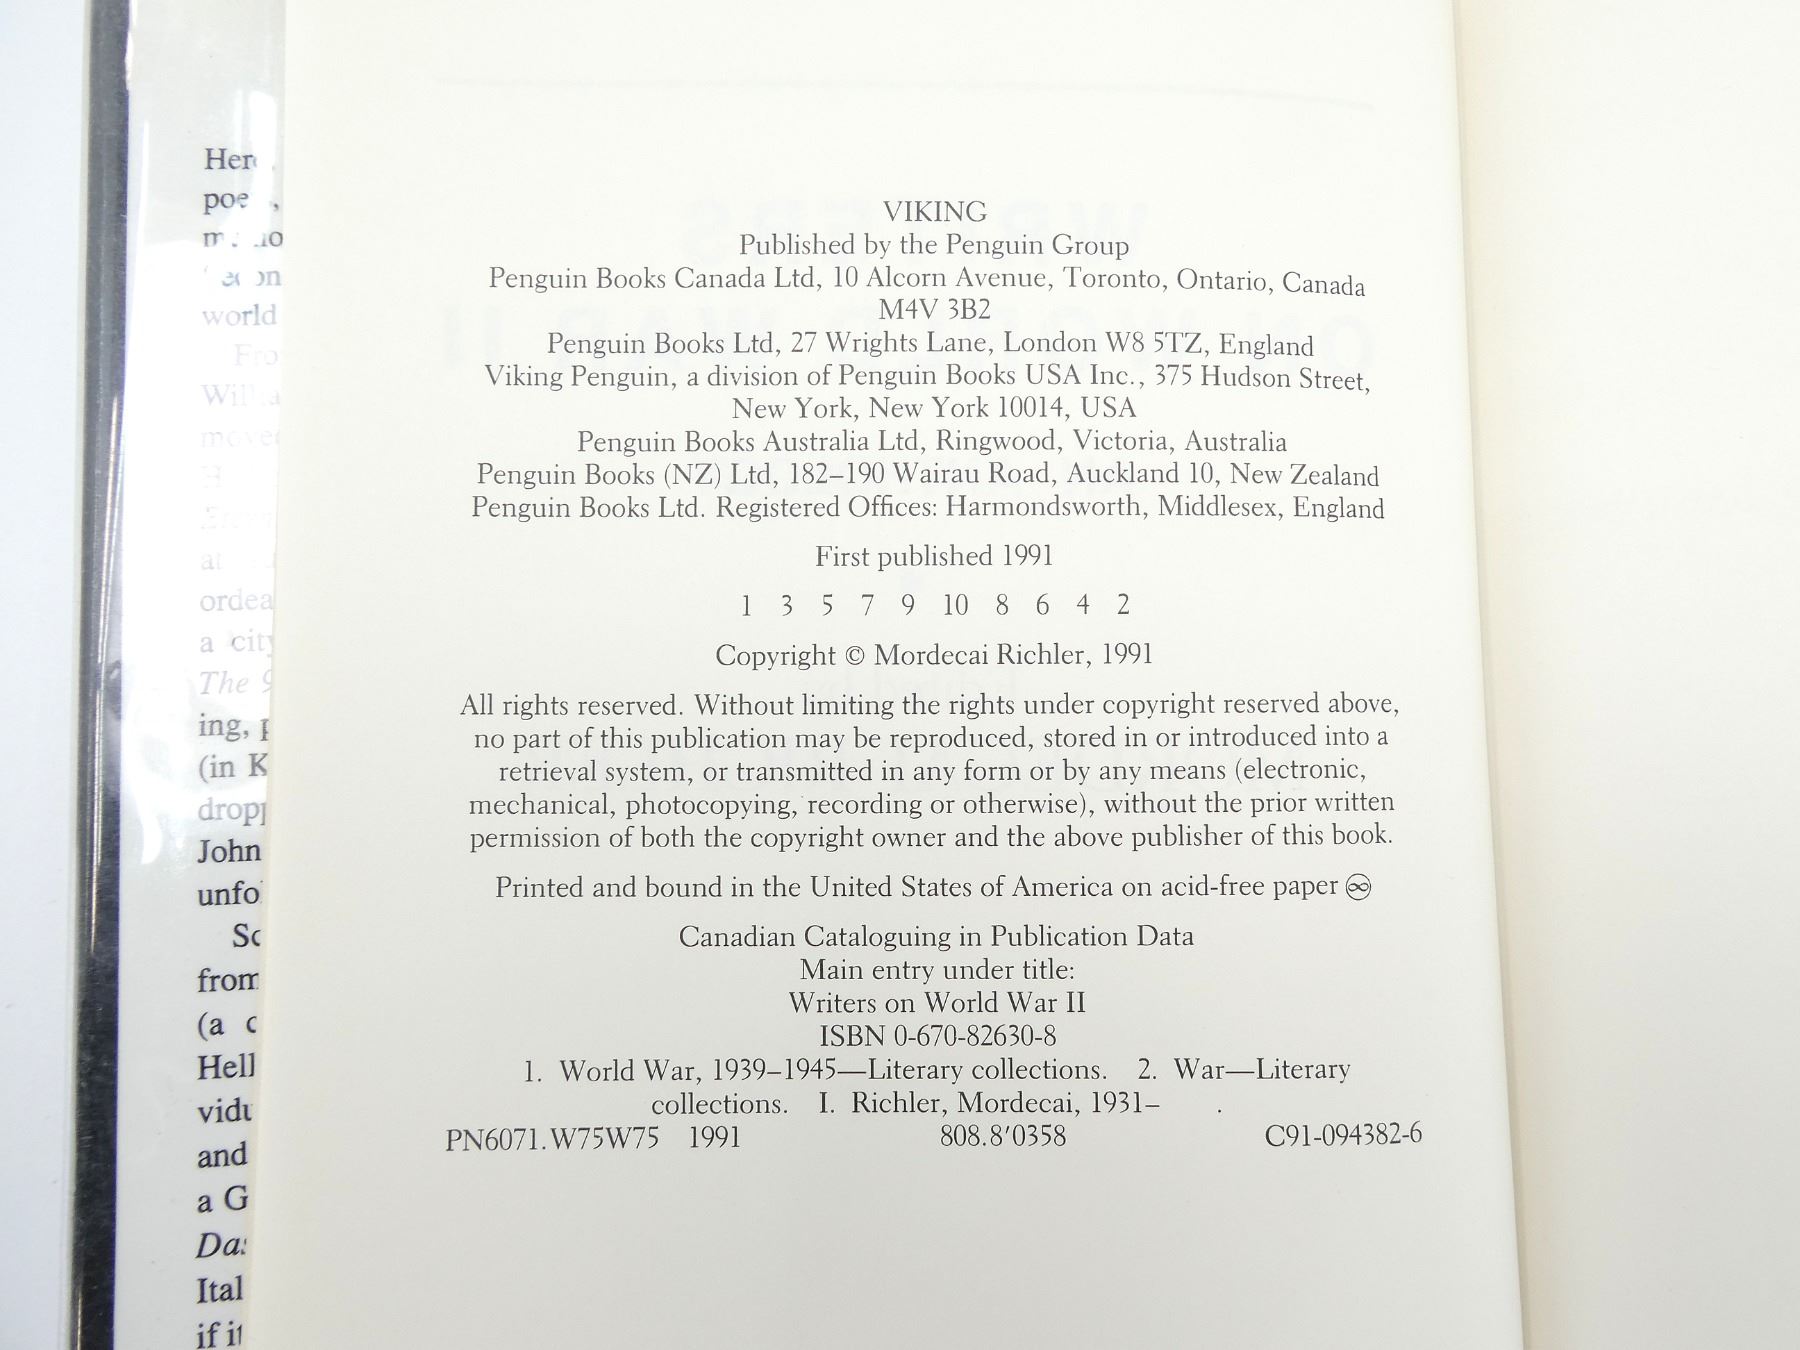 VIKING
Published by the Penguin Group
Penguin Books Canada Ltd, 10 Alcorn Avenue, Toronto, Ontario, Canada
M4V 3B2
Penguin Books Ltd, 27 Wrights Lane, London W8 5TZ, England
Viking Penguin, a division of Penguin Books USA Inc., 375 Hudson Street,
New York, New York 10014, USA
Penguin Books Australia Ltd, Ringwood, Victoria, Australia
Penguin Books (NZ) Ltd, 182–190 Wairau Road, Auckland 10, New Zealand
Penguin Books Ltd. Registered Offices: Harmondsworth, Middlesex, England
First published 1991
1 3 5 7 9 10 8 6 4 2
Copyright © Mordecai Richler, 1991
All rights reserved. Without limiting the rights under copyright reserved above,
no part of this publication may be reproduced, stored in or introduced into a
retrieval system, or transmitted in any form or by any means (electronic,
mechanical, photocopying, recording or otherwise), without the prior written
permission of both the copyright owner and the above publisher of this book.
Printed and bound in the United States of America on acid-free paper ♾
Canadian Cataloguing in Publication Data
Main entry under title:
Writers on World War II
ISBN 0-670-82630-8
1. World War, 1939–1945—Literary collections. 2. War—Literary
collections. I. Richler, Mordecai, 1931– .
PN6071.W75W75 1991 808.8′0358 C91-094382-6
world
a city
The
ing,
(in K
John
unfo
from
(a c
Hell
and
a G
Ital
if it